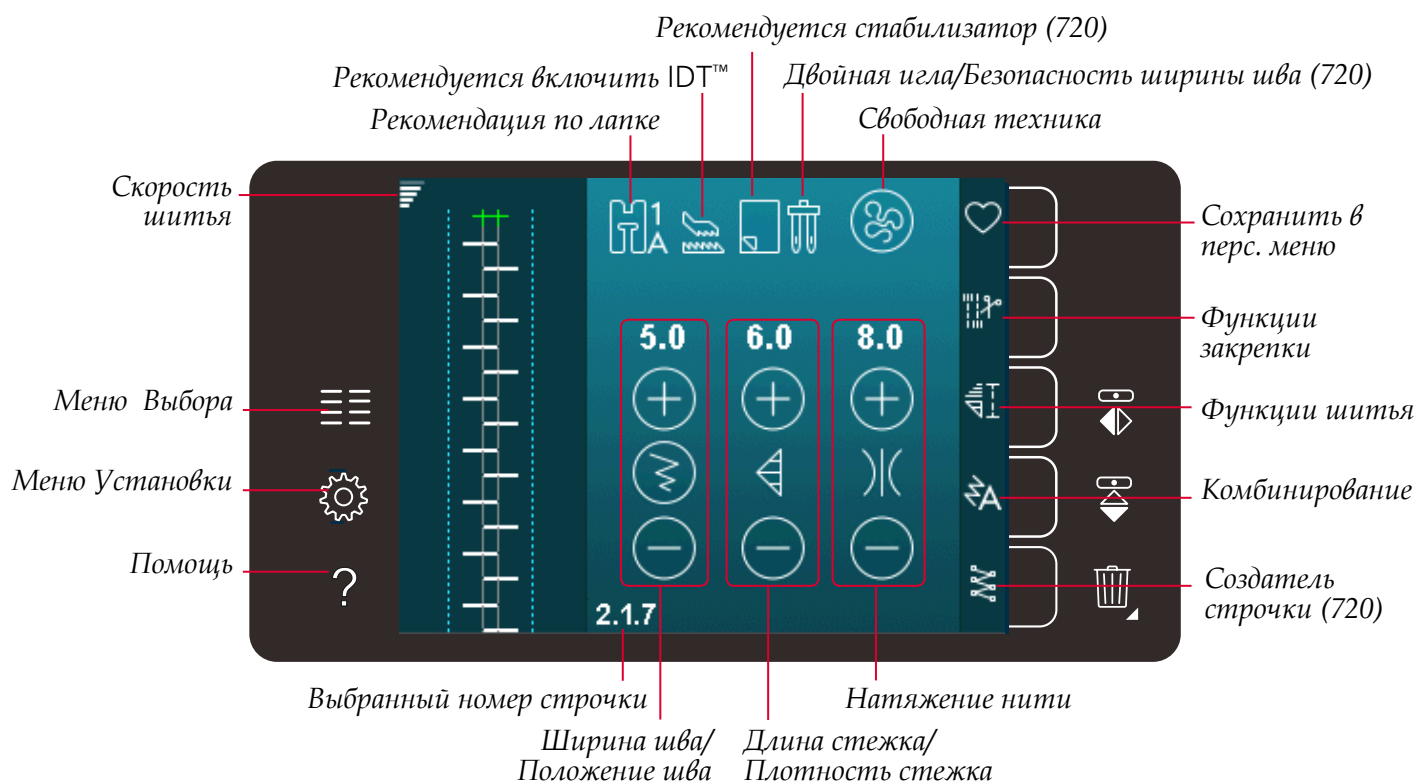 Рекомендуется стабилизатор (720)
Рекомендуется включить IDT™
Двойная игла/Безопасность ширины шва (720)
Рекомендация по лапке
Свободная техника
Скорость
шитья
1
A
Сохранить в
перс. меню
Функции
закрепки
5.0 6.0 8.0
Меню Выбора
Функции шитья
Меню Установки
A
Комбинирование
Помощь
?
Создатель
строчки (720)
2.1.7
Выбранный номер строчки
Натяжение нити
Ширина шва/
Положение шва
Длина стежка/
Плотность стежка